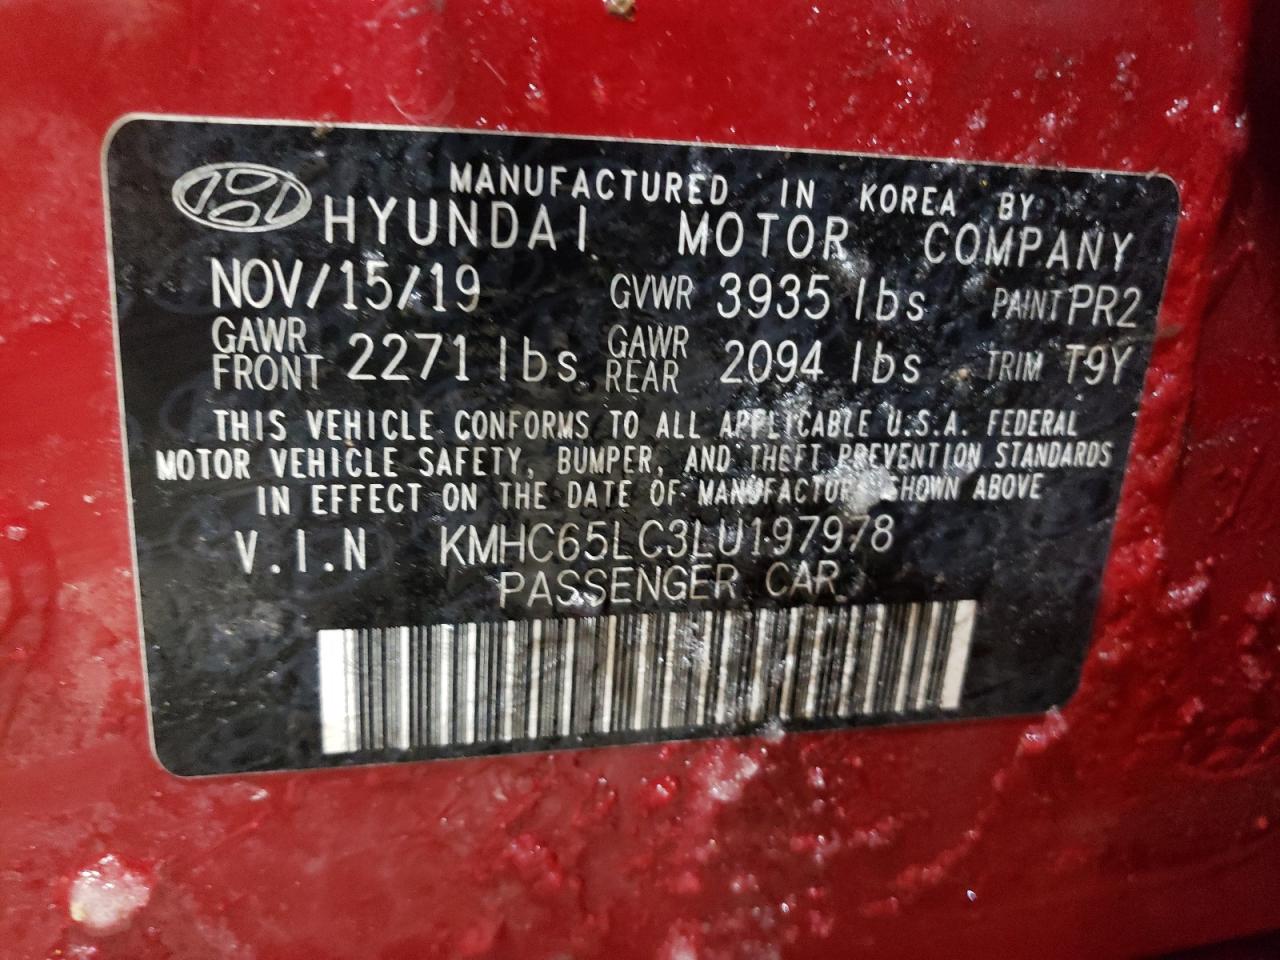 MANUFACTURED IN KOREA BY
HYUNDAI MOTOR COMPANY
NOV/15/19 GVWR 3935 lbs PAINT PR2
GAWR FRONT 2271 lbs GAWR REAR 2094 lbs TRIM T9Y
THIS VEHICLE CONFORMS TO ALL APPLICABLE U.S.A. FEDERAL
MOTOR VEHICLE SAFETY, BUMPER, AND THEFT PREVENTION STANDARDS
IN EFFECT ON THE DATE OF MANUFACTURE SHOWN ABOVE
V.I.N KMHC65LC3LU197978
PASSENGER CAR